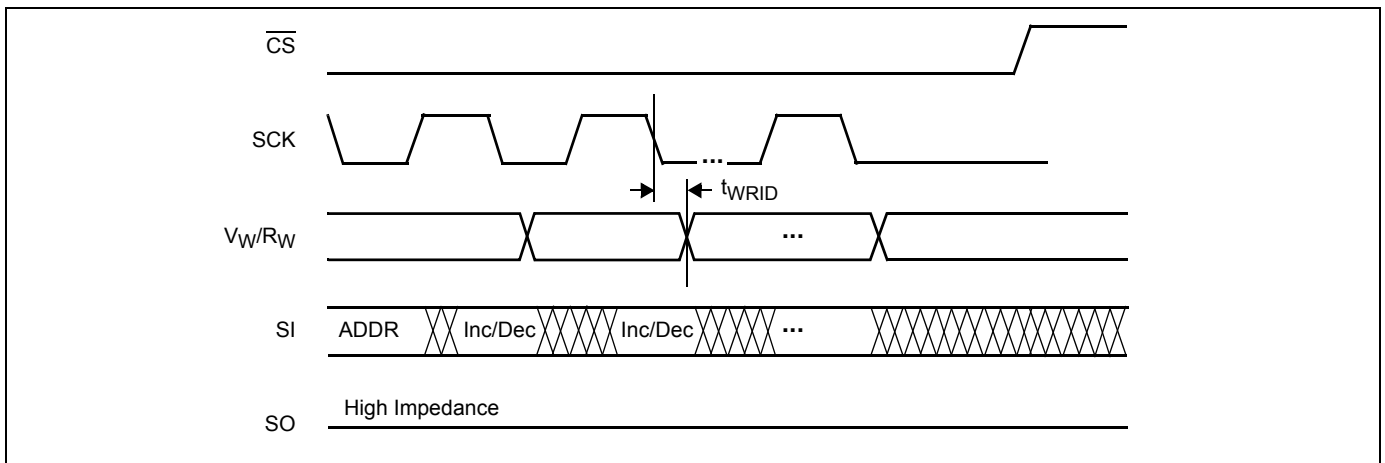 CS
SCK
...
tWRID
VW/RW
...
SI ADDR Inc/Dec Inc/Dec ...
High Impedance
SO